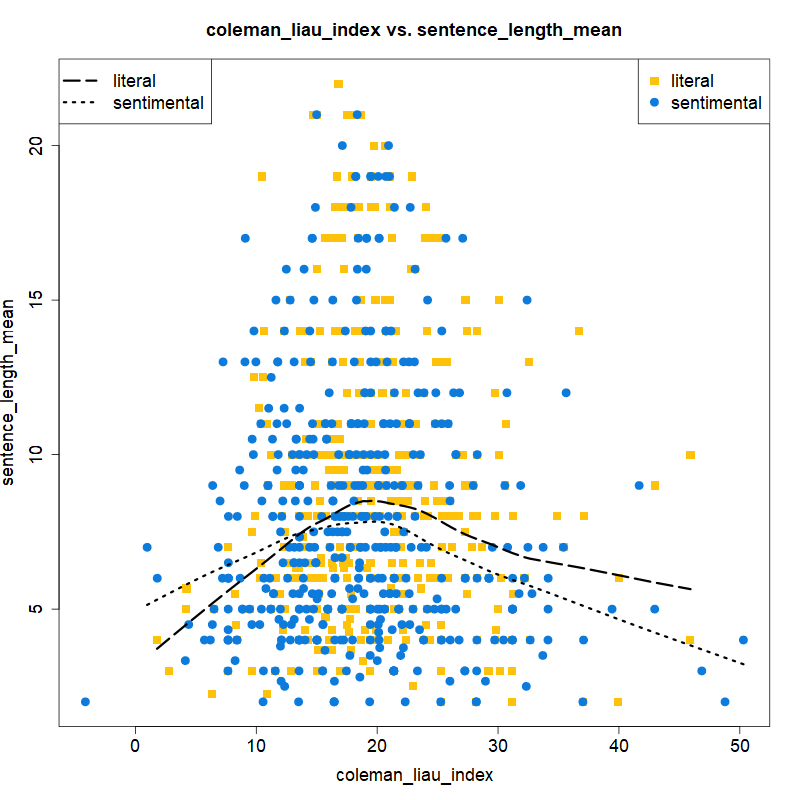 coleman_liau_index vs. sentence_length_mean
literal
sentimental
literal
sentimental
sentence_length_mean
5
10
15
20
0
10
20
30
40
50
coleman_liau_index